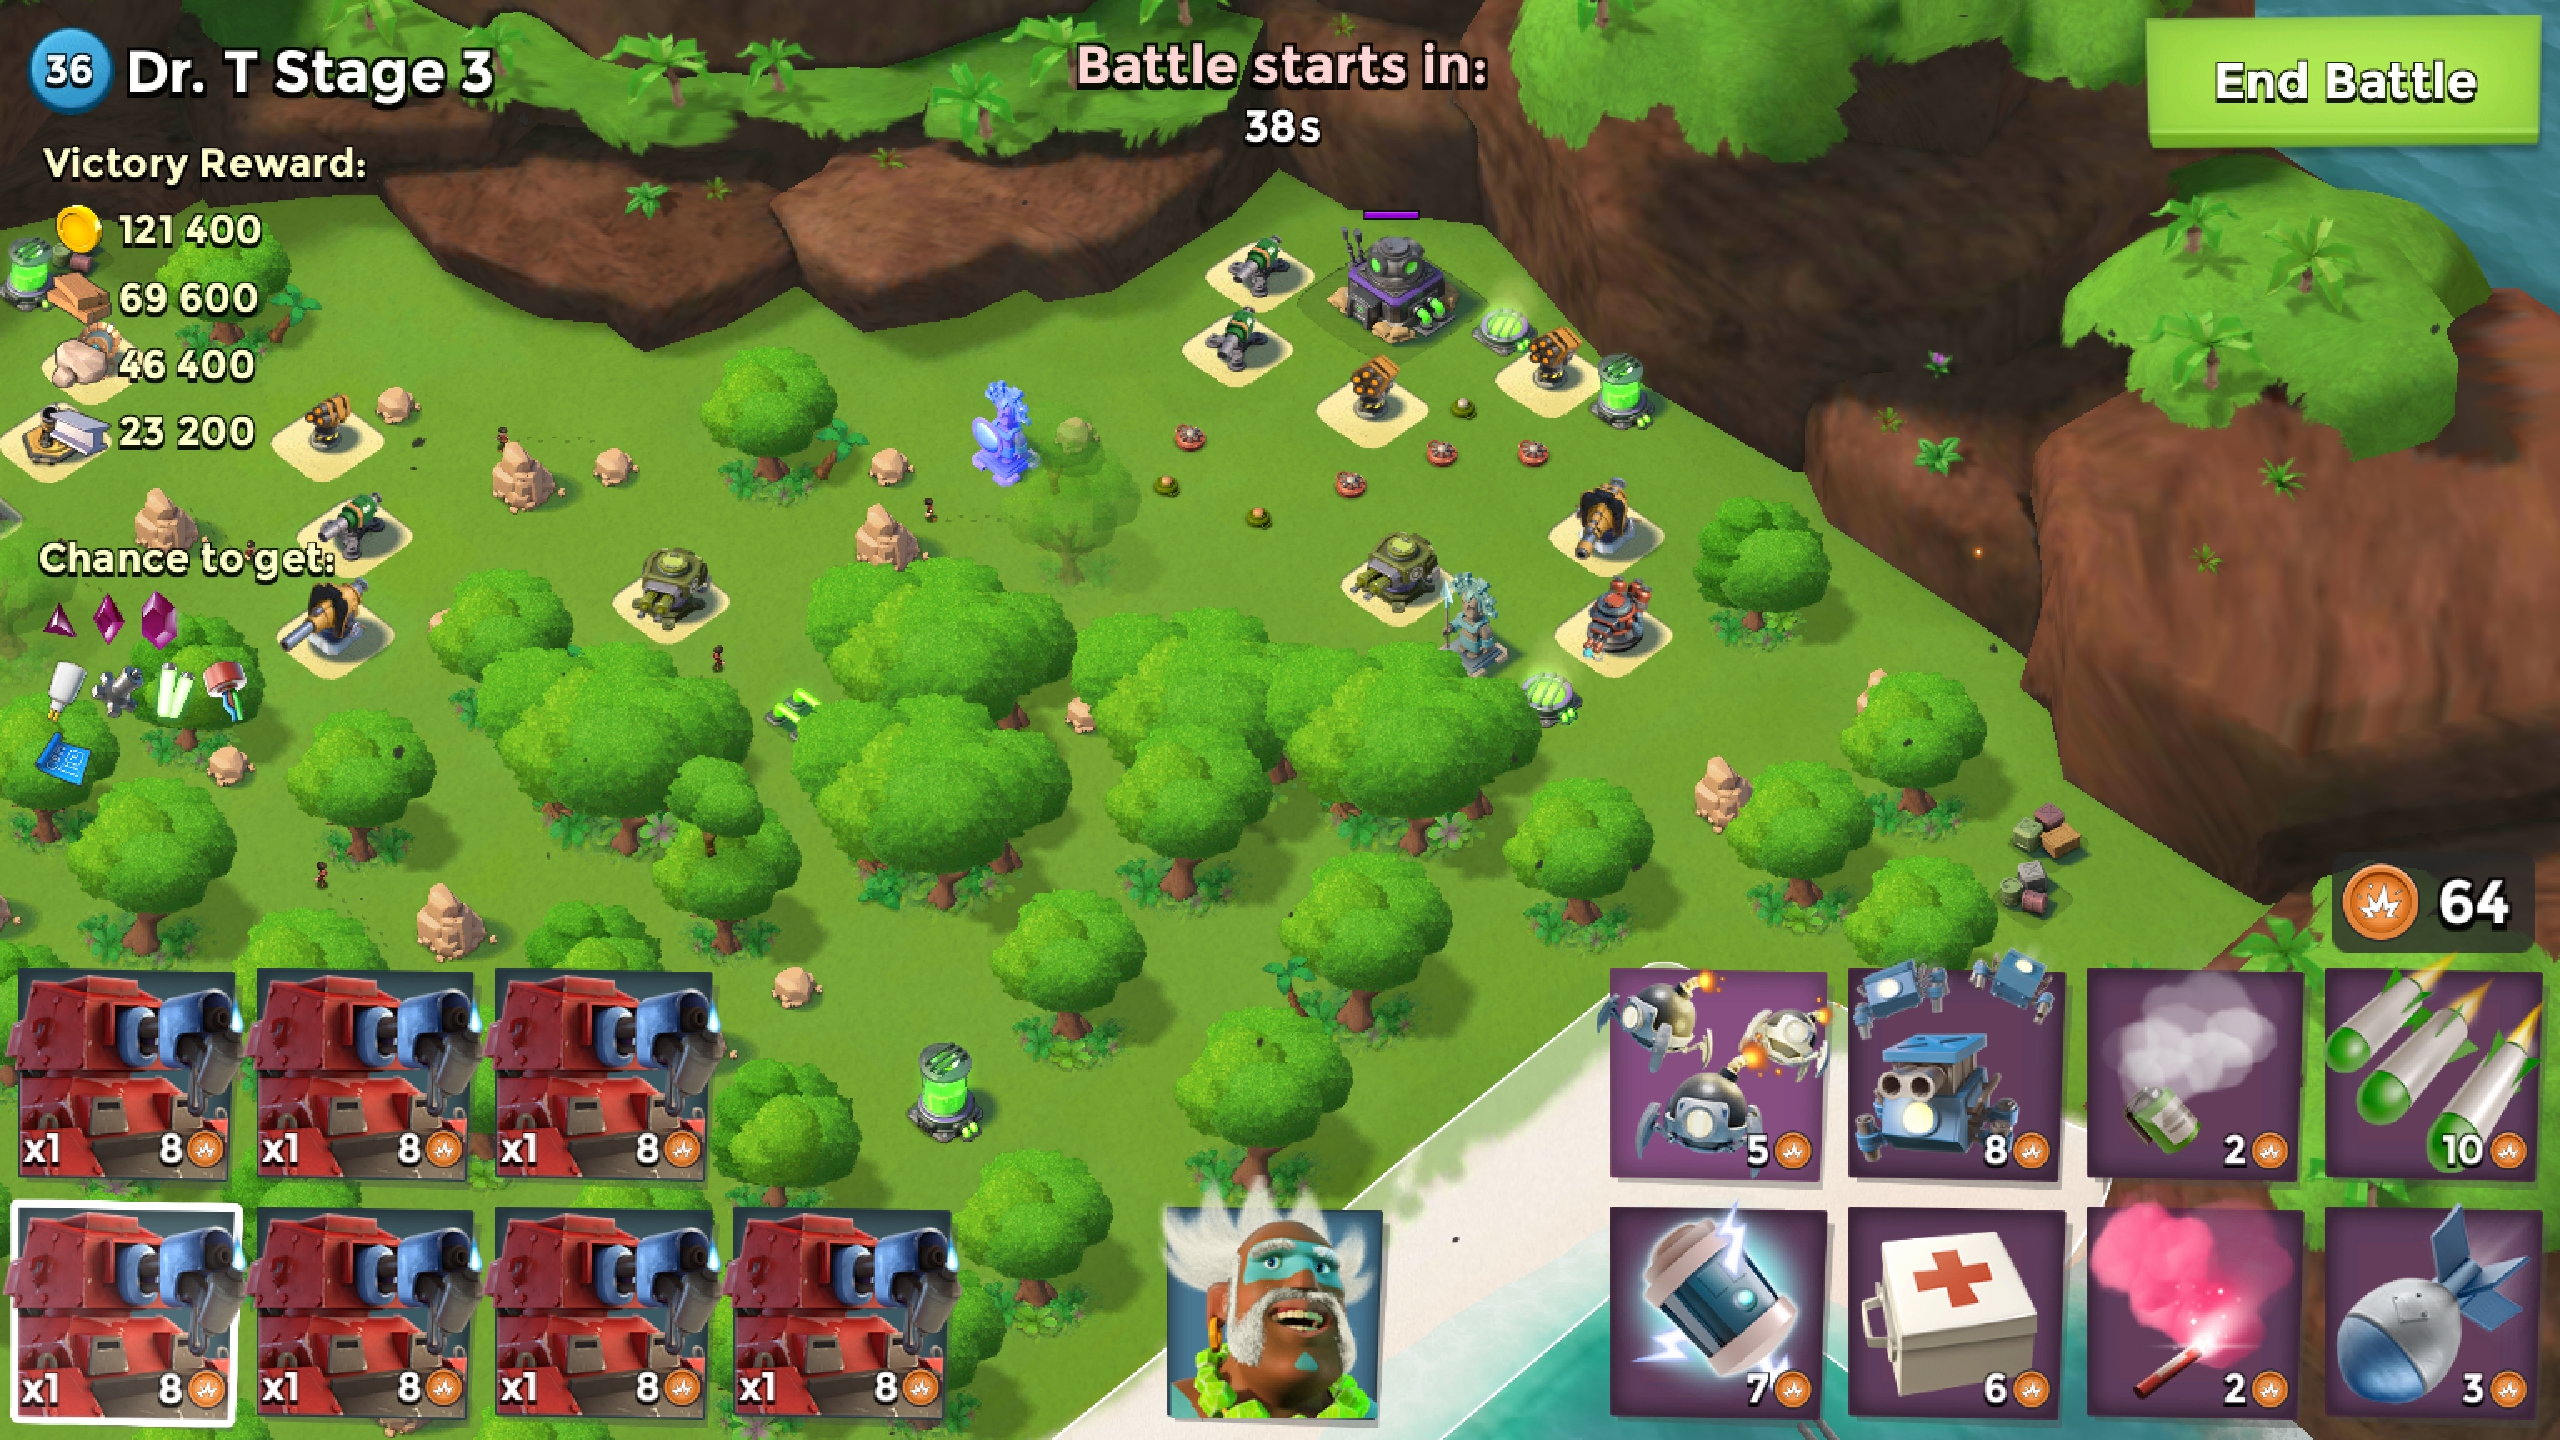 36 Dr. T Stage 3
Battle starts in:
38s
End Battle
Victory Reward:
121 400
69 600
46 400
23 200
Chance to get:
64
x1 8
x1 8
x1 8
5
8
2
10
x1 8
x1 8
x1 8
x1 8
7
6
2
3